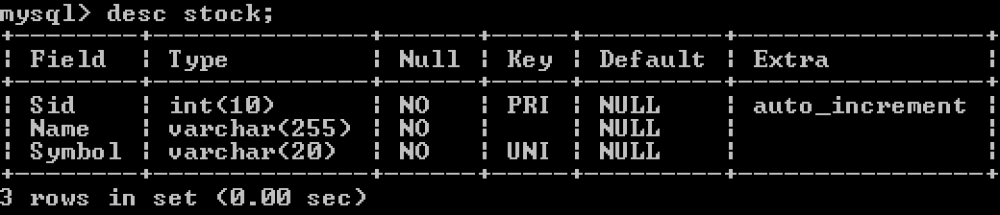 mysql> desc stock;
+---------+--------------+------+-----+---------+----------------+
| Field | Type | Null | Key | Default | Extra |
+---------+--------------+------+-----+---------+----------------+
| Sid | int(10) | NO | PRI | NULL | auto_increment |
| Name | varchar(255) | NO | | NULL | |
| Symbol | varchar(20) | NO | UNI | NULL | |
+---------+--------------+------+-----+---------+----------------+
3 rows in set (0.00 sec)